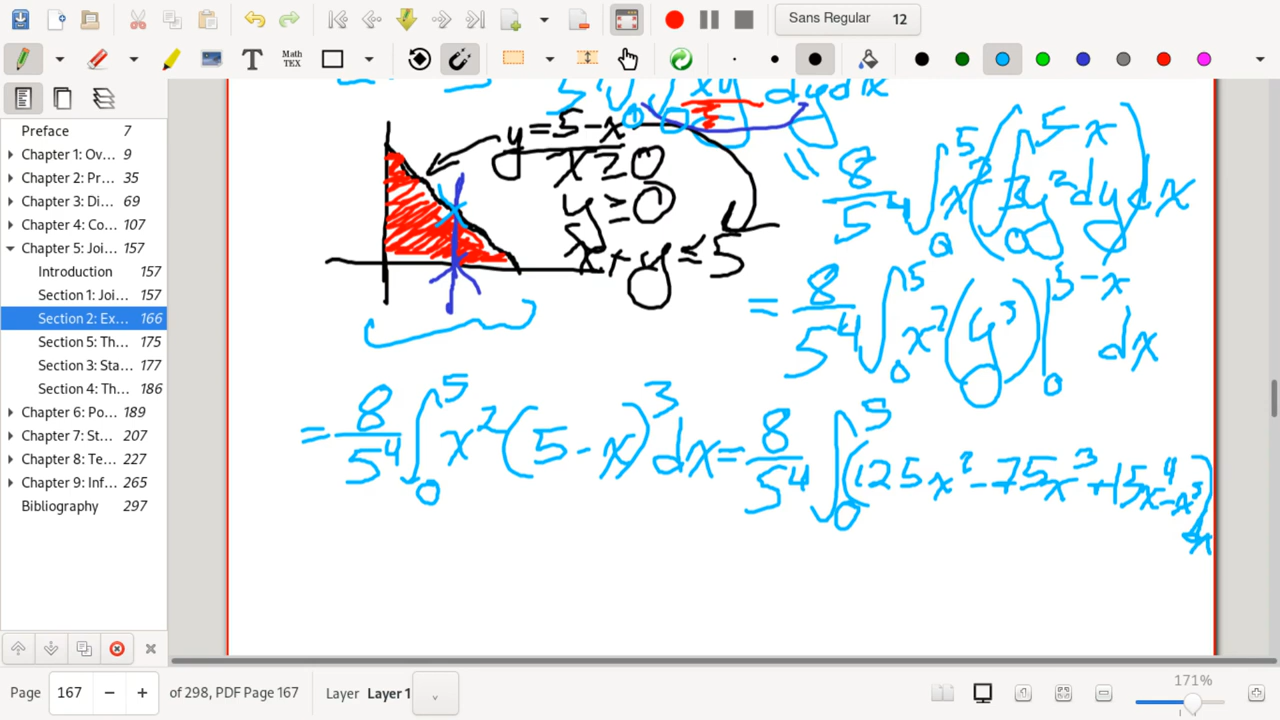 Sans Regular 12
T Math TEX
Preface 7
Chapter 1: Ov... 9
Chapter 2: Pr... 35
Chapter 3: Di... 69
Chapter 4: Co... 107
Chapter 5: Joi... 157
Introduction 157
Section 1: Joi... 157
Section 2: Ex... 166
Section 5: Th... 175
Section 3: Sta... 177
Section 4: Th... 186
Chapter 6: Po... 189
Chapter 7: St... 207
Chapter 8: Te... 227
Chapter 9: Inf... 265
Bibliography 297
xy dydx
y = 5-x
x ≥ 0
y ≥ 0
x+y ≤ 5
8/5⁴ ∫₀⁵ x² (∫₀^(5-x) 3y² dy) dx
= 8/5⁴ ∫₀⁵ x² (y³) |₀^(5-x) dx
= 8/5⁴ ∫₀⁵ x² (5-x)³ dx = 8/5⁴ ∫₀⁵ (125x² - 75x³ + 15x⁴ - x⁵) dx
Page 167 − + of 298, PDF Page 167 Layer Layer 1 171%